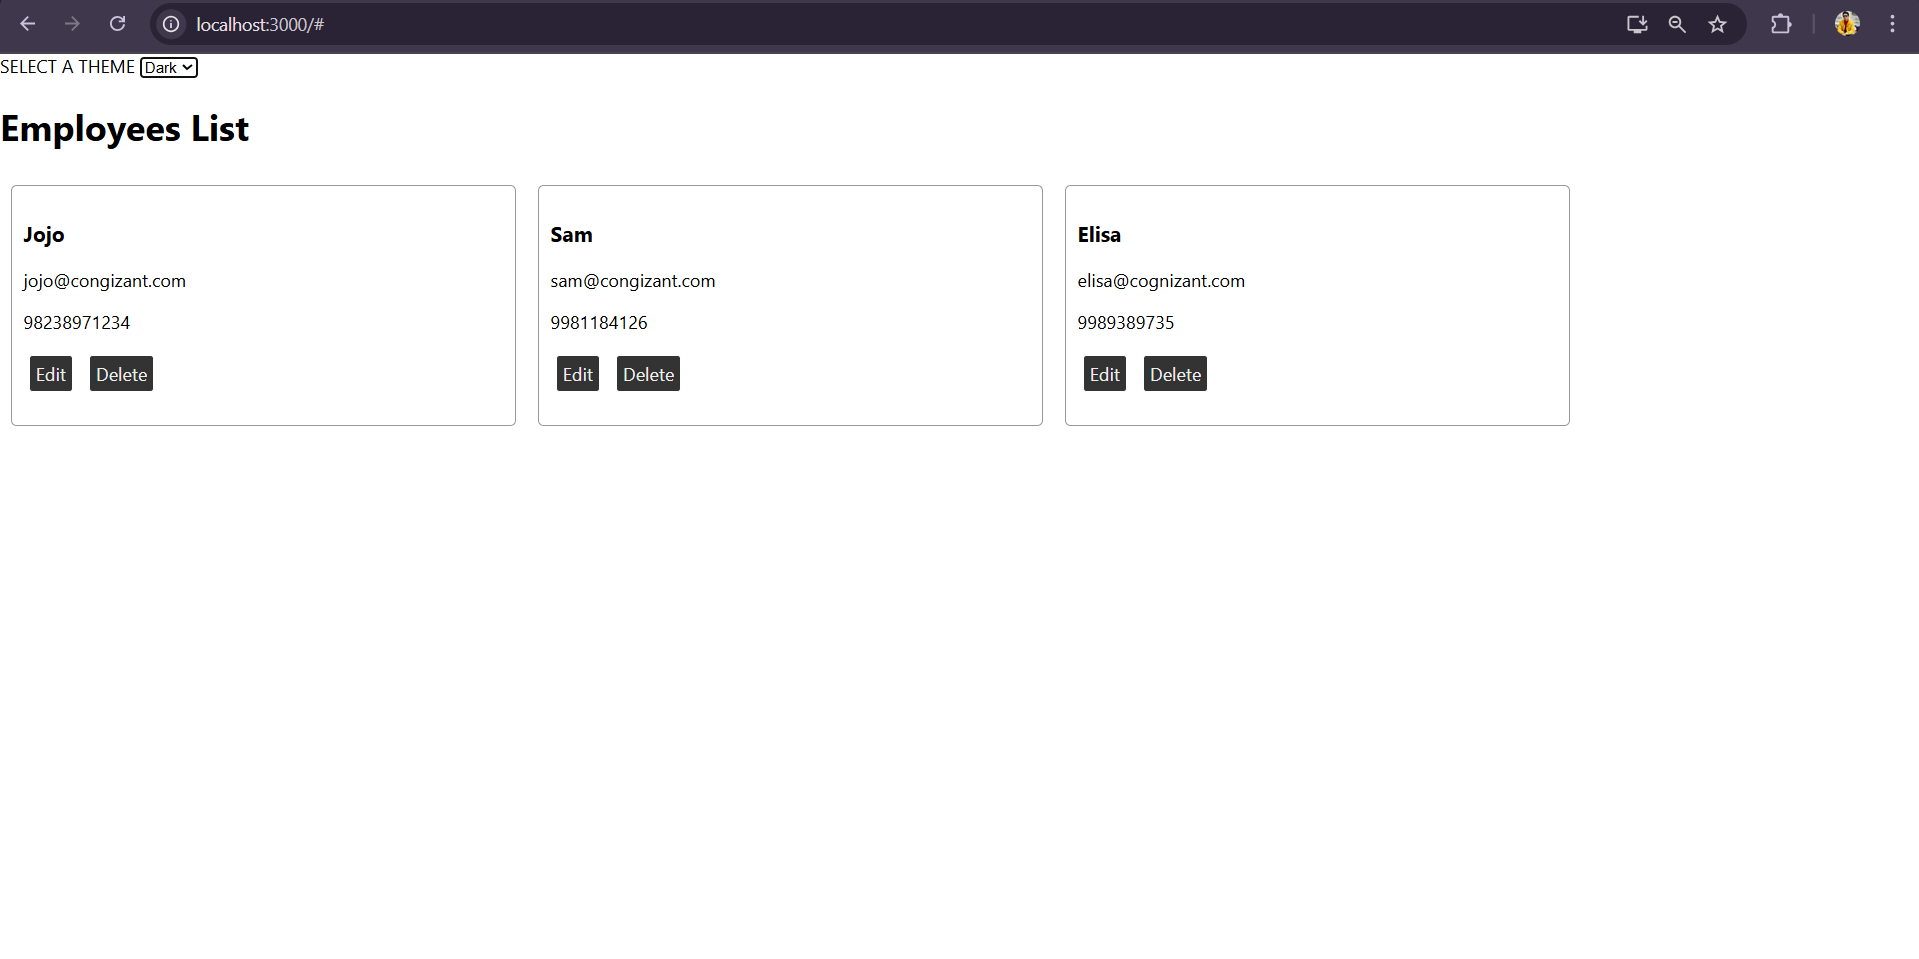 localhost:3000/#
SELECT A THEME Dark
Employees List
Jojo
jojo@congizant.com
98238971234
Edit Delete
Sam
sam@congizant.com
9981184126
Edit Delete
Elisa
elisa@cognizant.com
9989389735
Edit Delete